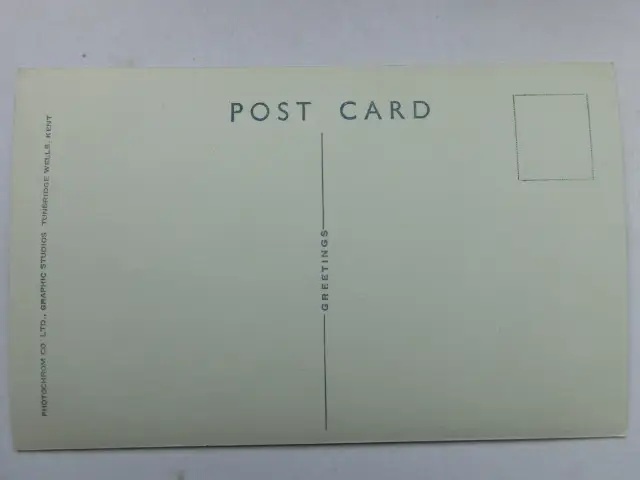 POST CARD
GREETINGS
PHOTOCHROM CO. LTD., GRAPHIC STUDIOS TUNBRIDGE WELLS, KENT